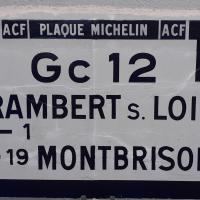 ACF PLAQUE MICHELIN ACF
Gc 12
RAMBERT s. LOI
- 1
19 MONTBRISO